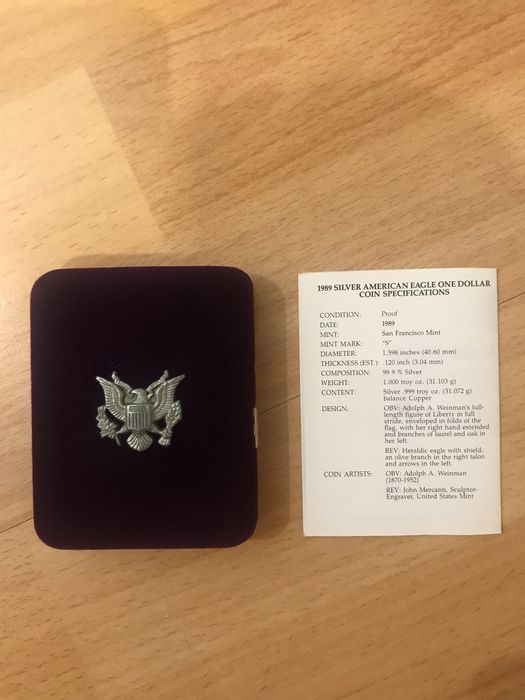 1989 SILVER AMERICAN EAGLE ONE DOLLAR
COIN SPECIFICATIONS
CONDITION: Proof
DATE: 1989
MINT: San Francisco Mint
MINT MARK: "S"
DIAMETER: 1.598 inches (40.60 mm)
THICKNESS (EST.): .120 inch (3.04 mm)
COMPOSITION: 99.9 % Silver
WEIGHT: 1.000 troy oz. (31.103 g)
CONTENT: Silver .999 troy oz. (31.072 g)
balance Copper
DESIGN: OBV: Adolph A. Weinman's full-
length figure of Liberty in full
stride, enveloped in folds of the
flag, with her right hand extended
and branches of laurel and oak in
her left.
REV: Heraldic eagle with shield,
an olive branch in the right talon
and arrows in the left.
COIN ARTISTS: OBV: Adolph A. Weinman
(1870-1952)
REV: John Mercanti, Sculptor-
Engraver, United States Mint